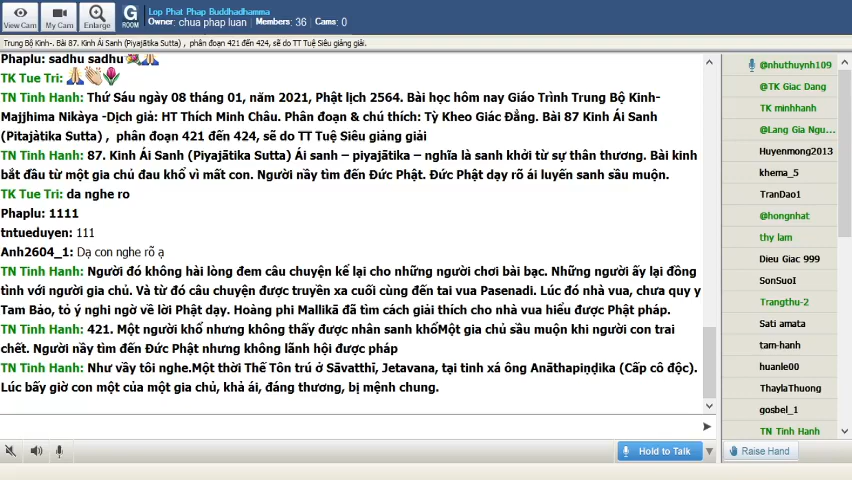 View Cam
My Cam
Enlarge
G
ROOM
Lop Phat Phap Buddhadhamma
Owner: chua phap luan Members: 36 Cams: 0
Trung Bộ Kinh-. Bài 87. Kinh Ái Sanh (Piyajātika Sutta) , phân đoạn 421 đến 424, sẽ do TT Tuệ Siêu giảng giải.
Phaplu: sadhu sadhu💐🙏
TK Tue Tri: 🙏👏🌷
TN Tinh Hanh: Thứ Sáu ngày 08 tháng 01, năm 2021, Phật lịch 2564. Bài học hôm nay Giáo Trình Trung Bộ Kinh-
Majjhima Nikàya -Dịch giả: HT Thích Minh Châu. Phân đoạn & chú thích: Tỳ Kheo Giác Đẳng. Bài 87 Kinh Ái Sanh
(Pitajàtika Sutta) , phân đoạn 421 đến 424, sẽ do TT Tuệ Siêu giảng giải
TN Tinh Hanh: 87. Kinh Ái Sanh (Piyajātika Sutta) Ái sanh – piyajātika – nghĩa là sanh khởi từ sự thân thương. Bài kinh
bắt đầu từ một gia chủ đau khổ vì mất con. Người nầy tìm đến Đức Phật. Đức Phật dạy rõ ái luyến sanh sầu muộn.
TK Tue Tri: da nghe ro
Phaplu: 1111
tntueduyen: 111
Anh2604_1: Dạ con nghe rõ ạ
TN Tinh Hanh: Người đó không hài lòng đem câu chuyện kể lại cho những người chơi bài bạc. Những người ấy lại đồng
tình với người gia chủ. Và từ đó câu chuyện được truyền xa cuối cùng đến tai vua Pasenadi. Lúc đó nhà vua, chưa quy y
Tam Bảo, tỏ ý nghi ngờ về lời Phật dạy. Hoàng phi Mallikā đã tìm cách giải thích cho nhà vua hiểu được Phật pháp.
TN Tinh Hanh: 421. Một người khổ nhưng không thấy được nhân sanh khổMột gia chủ sầu muộn khi người con trai
chết. Người nầy tìm đến Đức Phật nhưng không lãnh hội được pháp
TN Tinh Hanh: Như vầy tôi nghe.Một thời Thế Tôn trú ở Sāvatthī, Jetavana, tại tinh xá ông Anāthapiṇḍika (Cấp cô độc).
Lúc bấy giờ con một của một gia chủ, khả ái, đáng thương, bị mệnh chung.
Hold to Talk
@nhuthuynh109
@TK Giac Dang
TK minhhanh
@Lang Gia Ngu...
Huyenmong2013
khema_5
TranDao1
@hongnhat
thy lam
Dieu Giac 999
SonSuoI
Trangthu-2
Sati amata
tam-hanh
huanle00
ThaylaThuong
gosbel_1
TN Tinh Hanh
Raise Hand